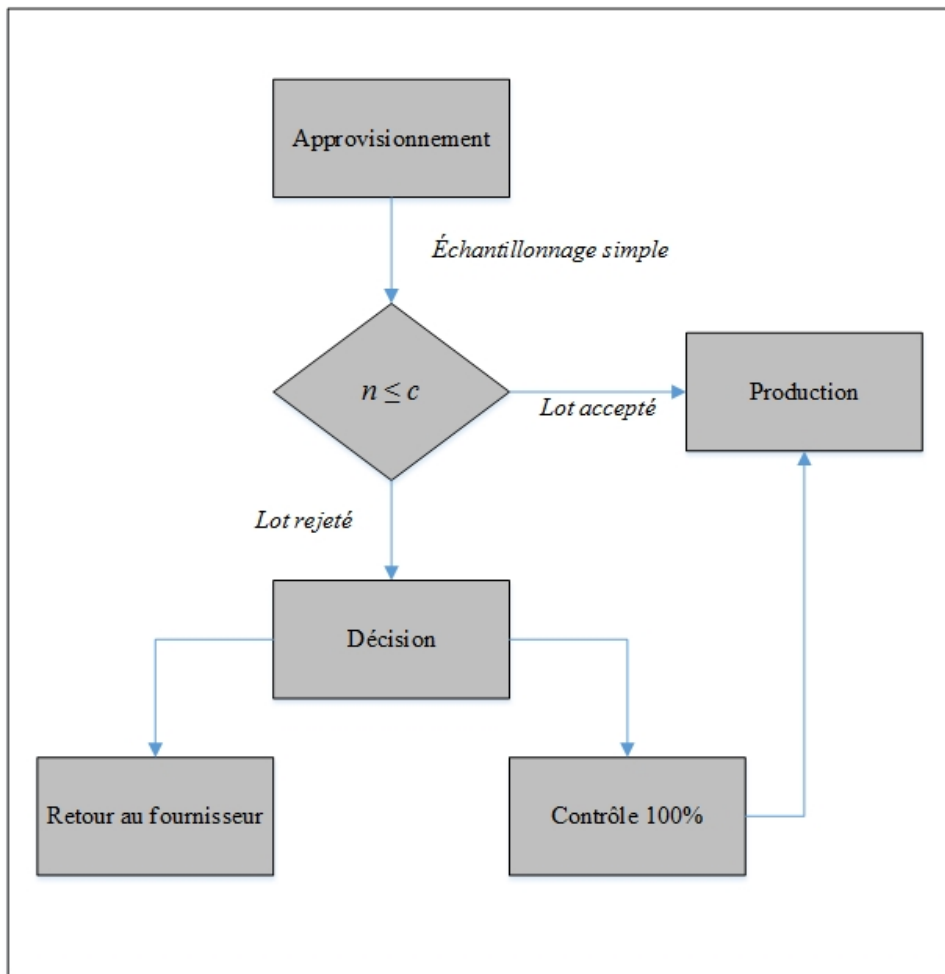 Approvisionnement
Échantillonnage simple
n ≤ c
Lot accepté
Production
Lot rejeté
Décision
Retour au fournisseur
Contrôle 100%